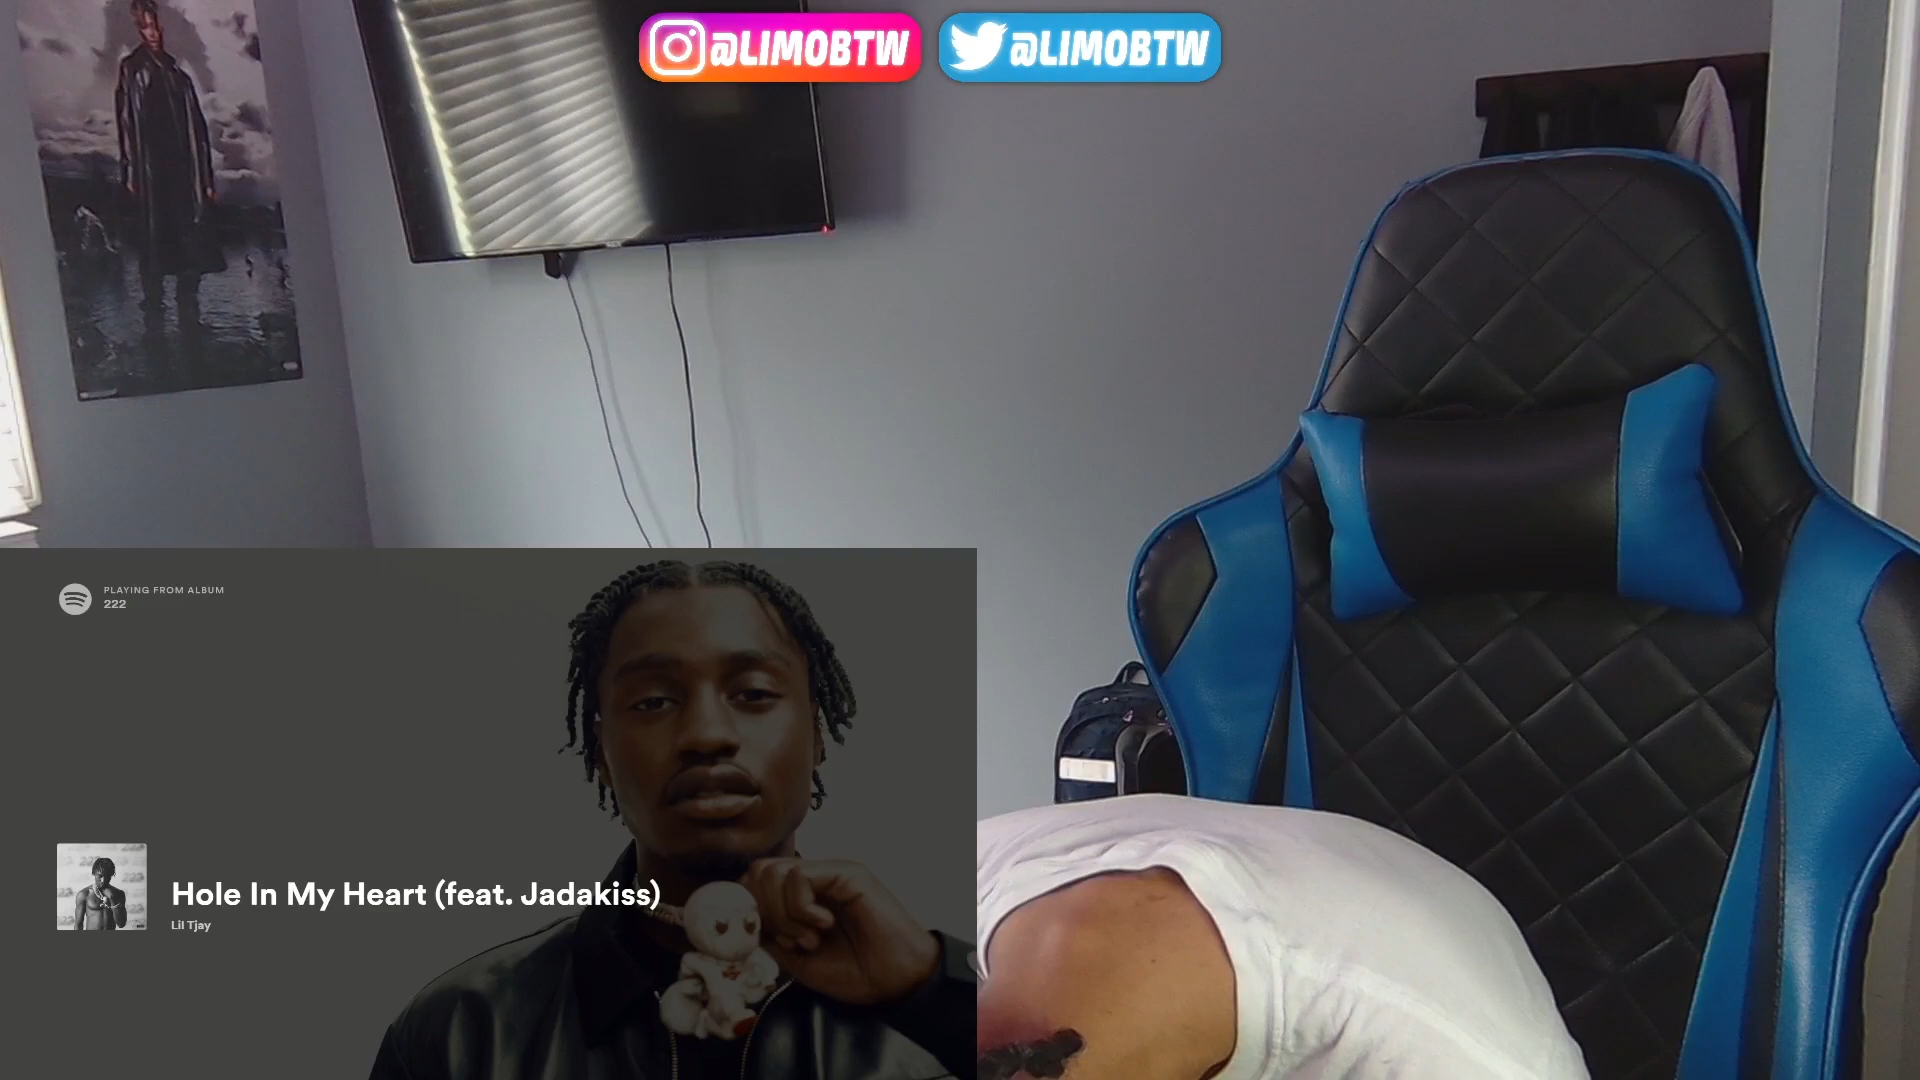 @LIMOBTW
@LIMOBTW
PLAYING FROM ALBUM
222
Hole In My Heart (feat. Jadakiss)
Lil Tjay